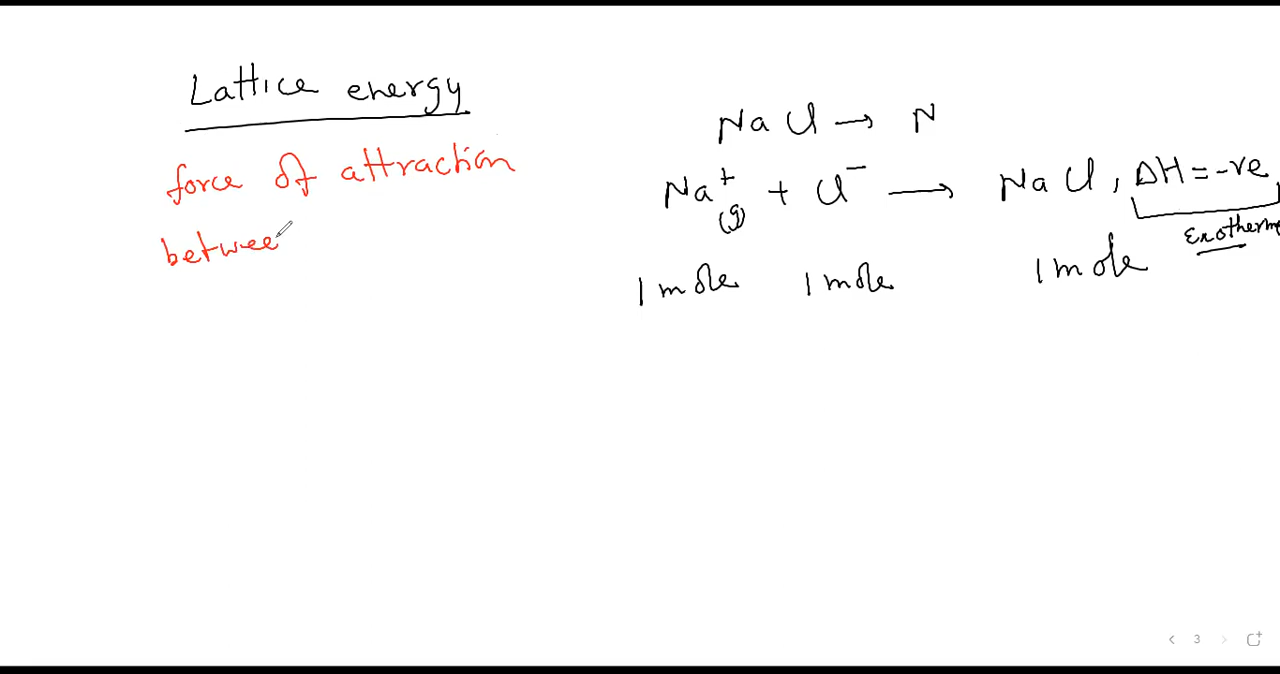 Lattice energy
force of attraction
betwee
NaCl → N
Na⁺(g) + Cl⁻ → NaCl, ΔH = -ve
Exotherm
1 mole 1 mole 1 mole
3